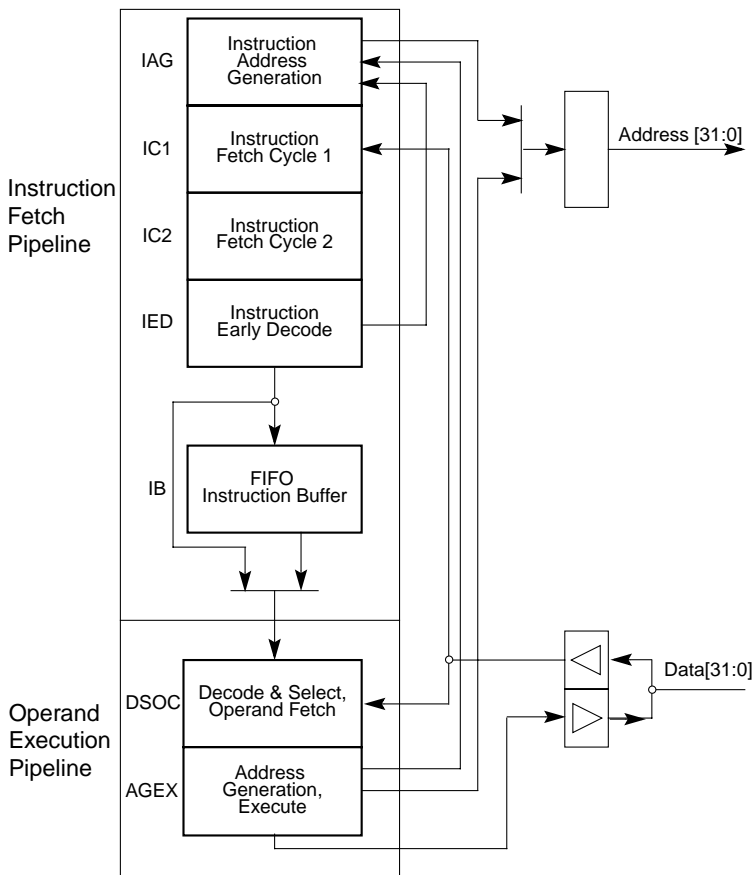 IAG
Instruction
Address
Generation
Address [31:0]
IC1
Instruction
Fetch Cycle 1
Instruction
Fetch
Pipeline
IC2
Instruction
Fetch Cycle 2
IED
Instruction
Early Decode
IB
FIFO
Instruction Buffer
Data[31:0]
DSOC
Decode & Select,
Operand Fetch
Operand
Execution
Pipeline
AGEX
Address
Generation,
Execute